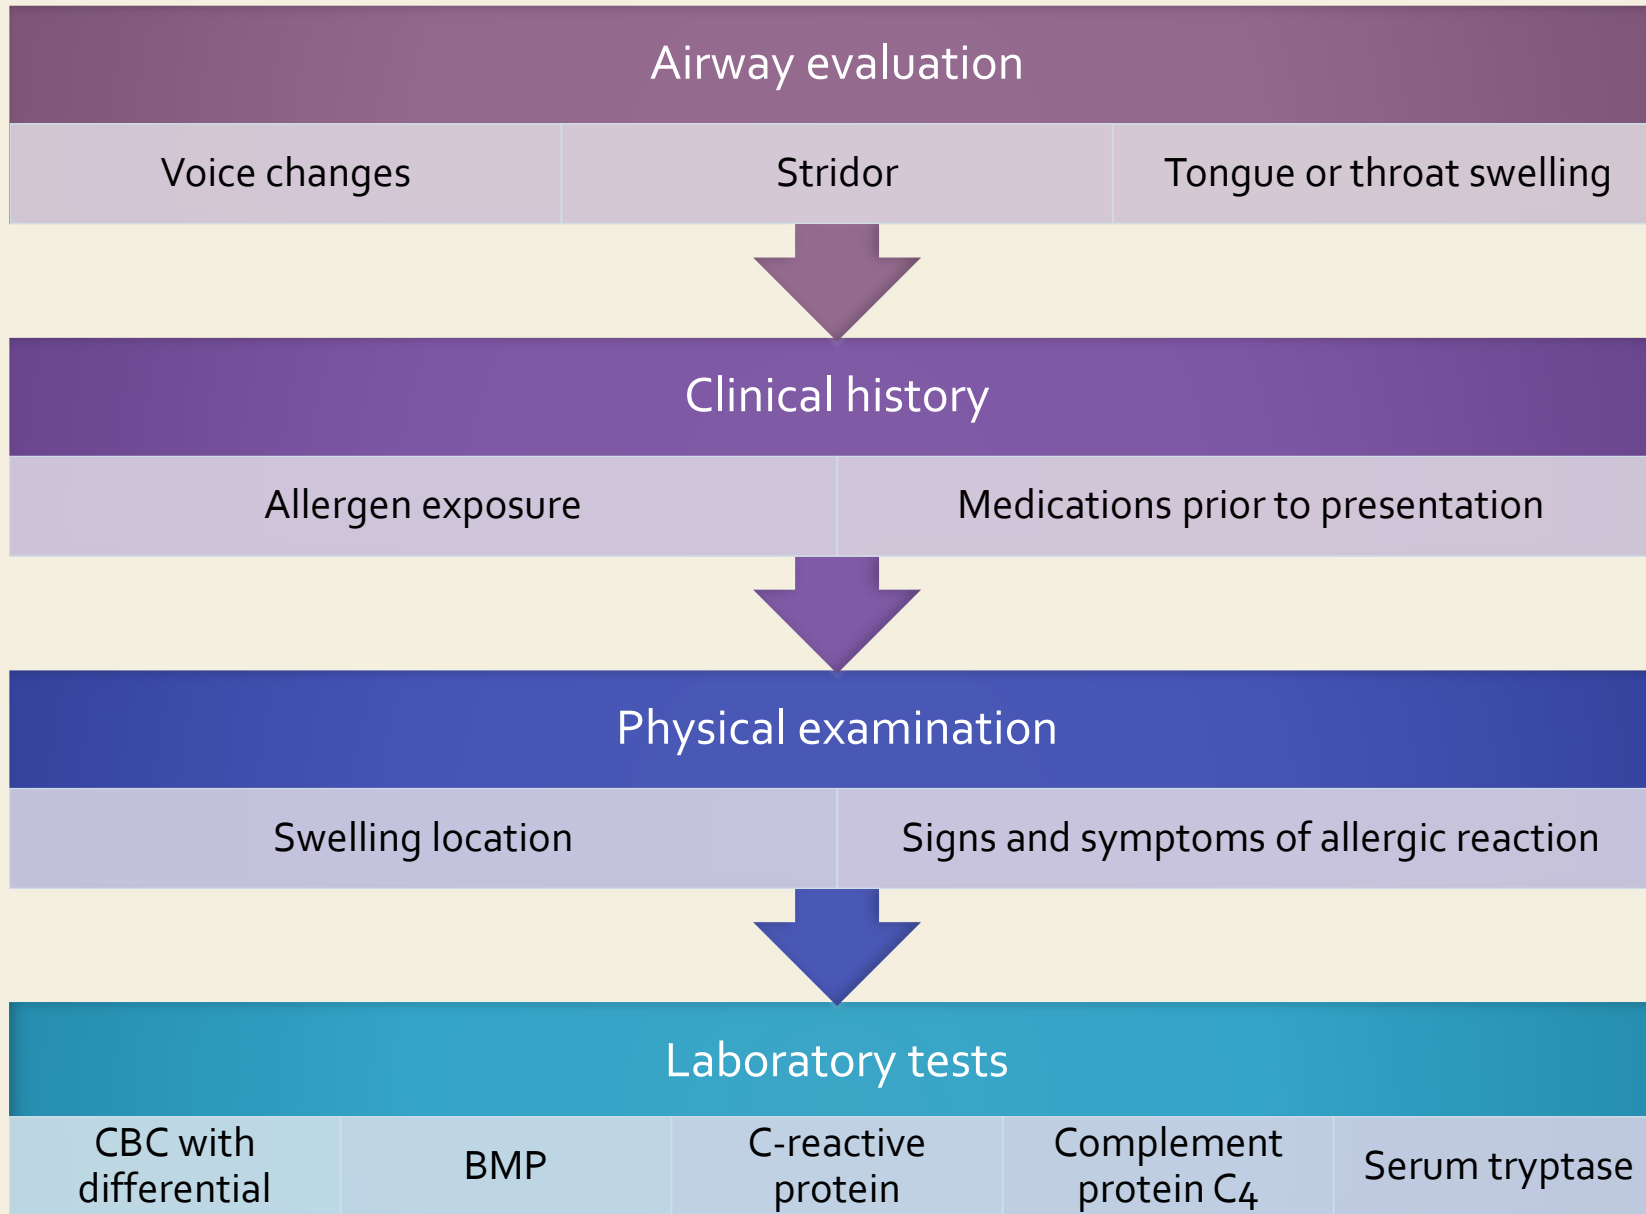 Airway evaluation
Voice changes
Stridor
Tongue or throat swelling
Clinical history
Allergen exposure
Medications prior to presentation
Physical examination
Swelling location
Signs and symptoms of allergic reaction
Laboratory tests
CBC with
differential
BMP
C-reactive
protein
Complement
protein C4
Serum tryptase